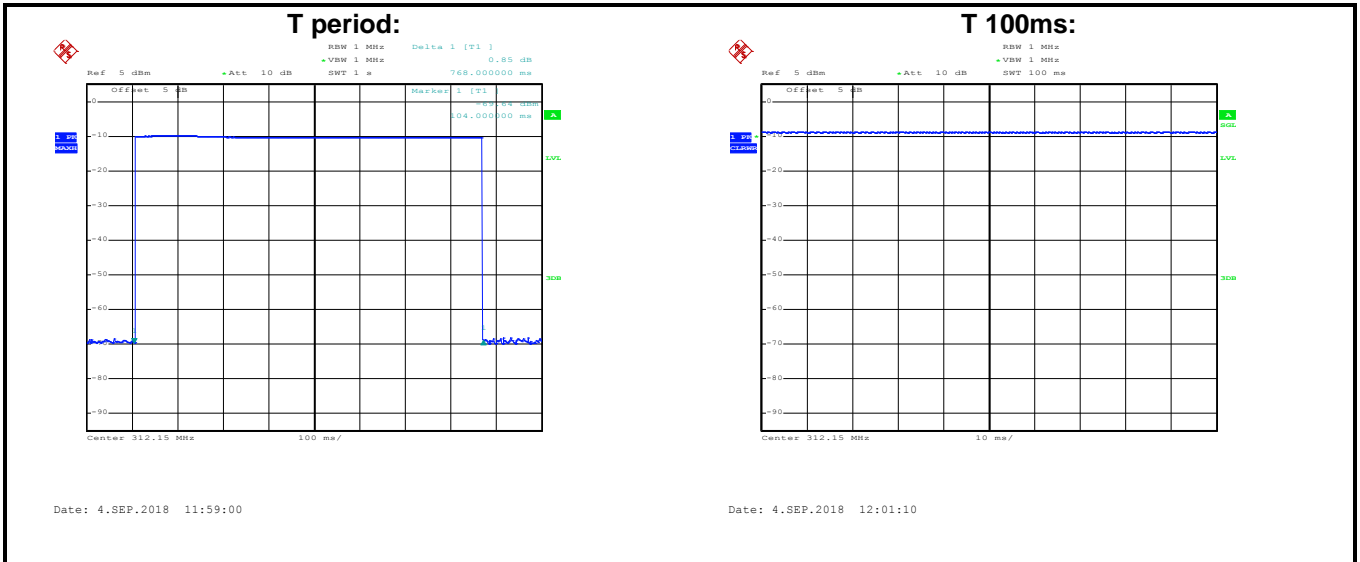 T period:
RBW 1 MHz Delta 1 [T1 ]
VBW 1 MHz 0.85 dB
Ref 5 dBm Att 10 dB SWT 1 s 768.000000 ms
Offset 5 dB Marker 1 [T1 ]
-69.64 dBm
104.000000 ms
A
1 PK
MAXH
LVL
3DB
0
-10
-20
-30
-40
-50
-60
-80
-90
Center 312.15 MHz 100 ms/
Date: 4.SEP.2018 11:59:00
T 100ms:
RBW 1 MHz
VBW 1 MHz
Ref 5 dBm Att 10 dB SWT 100 ms
Offset 5 dB
A
SGL
1 PK
CLRWR
LVL
3DB
0
-20
-30
-40
-50
-60
-70
-80
-90
Center 312.15 MHz 10 ms/
Date: 4.SEP.2018 12:01:10